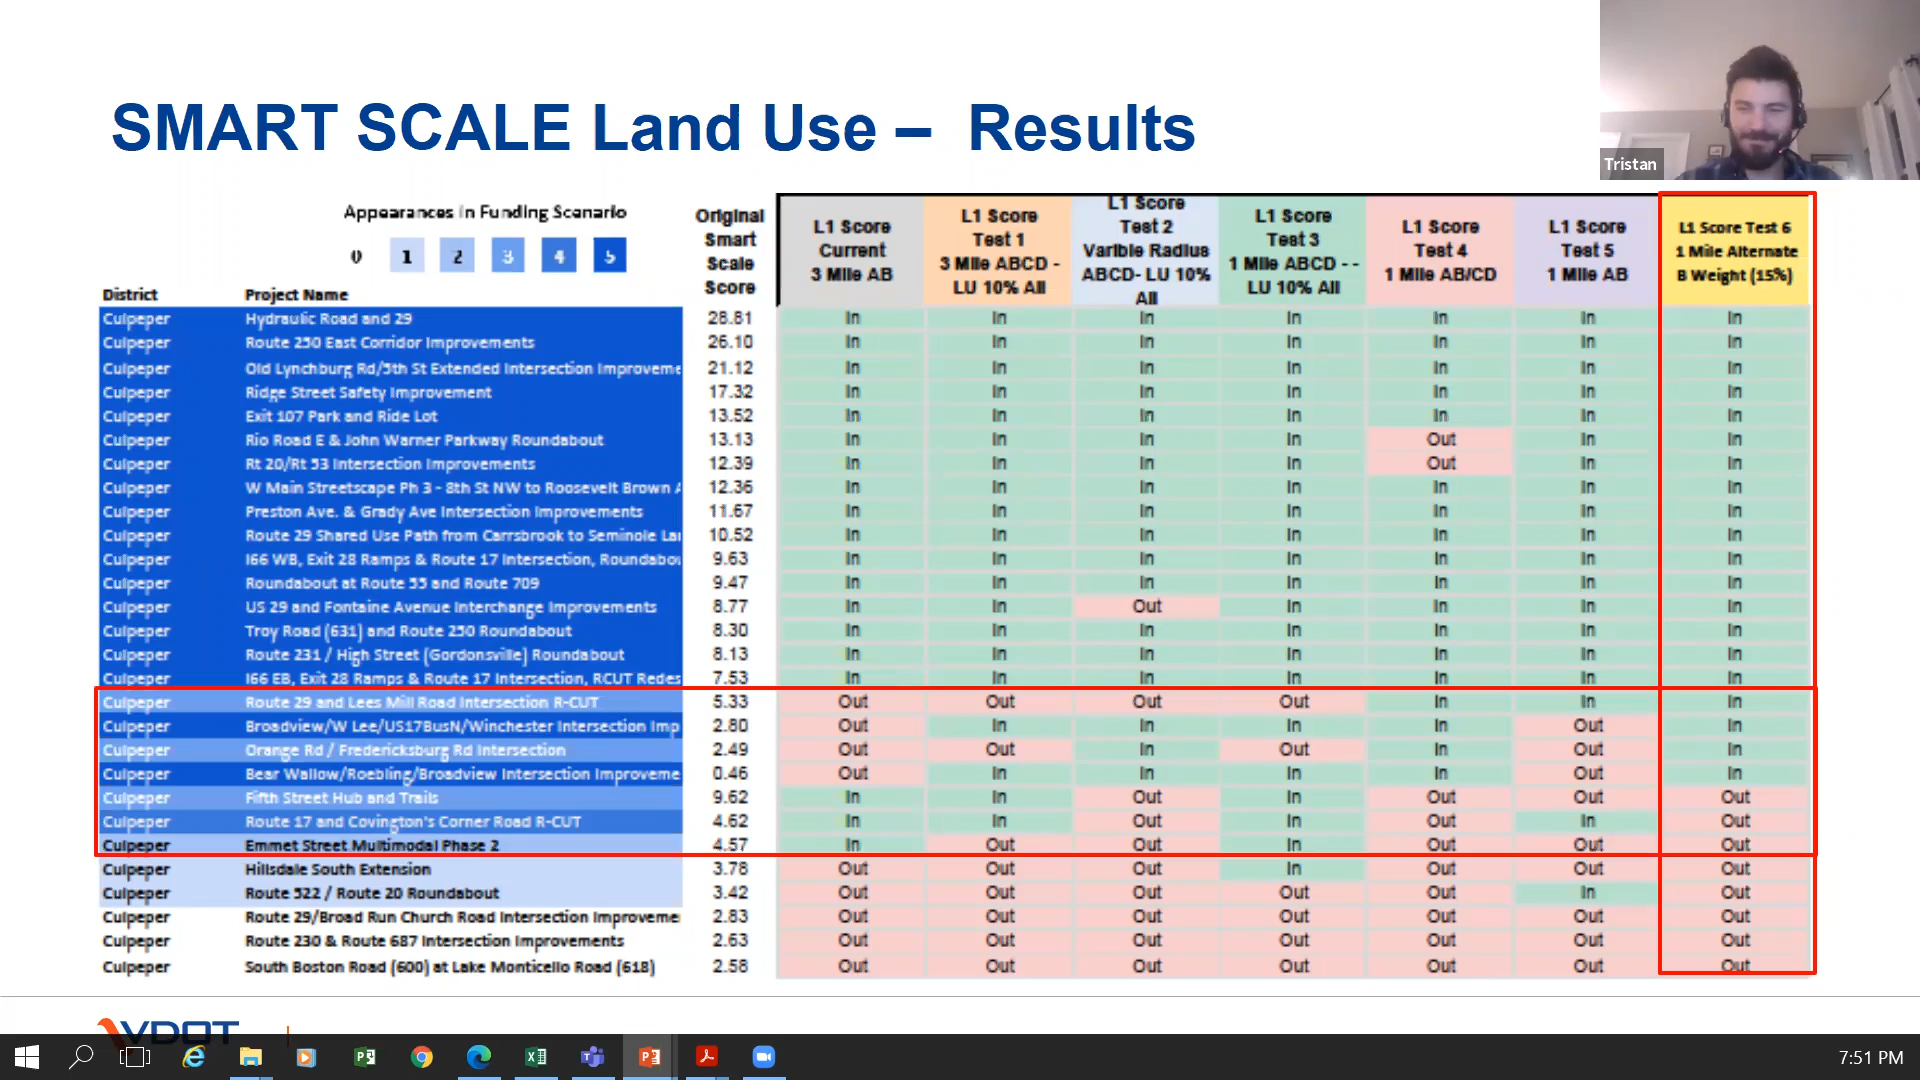 SMART SCALE Land Use – Results
Tristan
Appearances in Funding Scenario
0 1 2 3 4 5
District Project Name Original Smart Scale Score L1 Score Current 3 Mile AB L1 Score Test 1 3 Mile ABCD - LU 10% All L1 Score Test 2 Varible Radius ABCD- LU 10% All L1 Score Test 3 1 Mile ABCD - - LU 10% All L1 Score Test 4 1 Mile AB/CD L1 Score Test 5 1 Mile AB L1 Score Test 6 1 Mile Alternate B Weight (15%)
Culpeper Hydraulic Road and 29 28.81 In In In In In In In
Culpeper Route 250 East Corridor Improvements 26.10 In In In In In In In
Culpeper Old Lynchburg Rd/5th St Extended Intersection Improveme 21.12 In In In In In In In
Culpeper Ridge Street Safety Improvement 17.32 In In In In In In In
Culpeper Exit 107 Park and Ride Lot 13.52 In In In In In In In
Culpeper Rio Road E & John Warner Parkway Roundabout 13.13 In In In In Out In In
Culpeper Rt 20/Rt 53 Intersection Improvements 12.39 In In In In Out In In
Culpeper W Main Streetscape Ph 3 - 8th St NW to Roosevelt Brown 12.36 In In In In In In In
Culpeper Preston Ave. & Grady Ave Intersection Improvements 11.67 In In In In In In In
Culpeper Route 29 Shared Use Path from Carrsbrook to Seminole La 10.52 In In In In In In In
Culpeper I66 WB, Exit 28 Ramps & Route 17 Intersection, Roundabou 9.63 In In In In In In In
Culpeper Roundabout at Route 55 and Route 709 9.47 In In In In In In In
Culpeper US 29 and Fontaine Avenue Interchange Improvements 8.77 In In Out In In In In
Culpeper Troy Road (631) and Route 250 Roundabout 8.30 In In In In In In In
Culpeper Route 231 / High Street (Gordonsville) Roundabout 8.13 In In In In In In In
Culpeper I66 EB, Exit 28 Ramps & Route 17 Intersection, RCUT Redes 7.53 In In In In In In In
Culpeper Route 29 and Lees Mill Road Intersection R-CUT 5.33 Out Out Out Out In In In
Culpeper Broadview/W Lee/US17BusN/Winchester Intersection Imp 2.80 Out In In In In Out In
Culpeper Orange Rd / Fredericksburg Rd Intersection 2.49 Out Out In Out In Out In
Culpeper Bear Wallow/Roebling/Broadview Intersection Improveme 0.46 Out In In In In Out In
Culpeper Fifth Street Hub and Trails 9.62 In In Out In Out Out Out
Culpeper Route 17 and Covington's Corner Road R-CUT 4.62 In In Out In Out In Out
Culpeper Emmet Street Multimodal Phase 2 4.57 In Out Out In Out Out Out
Culpeper Hillsdale South Extension 3.78 Out Out Out In Out Out Out
Culpeper Route 522 / Route 20 Roundabout 3.42 Out Out Out Out Out In Out
Culpeper Route 29/Broad Run Church Road Intersection Improveme 2.83 Out Out Out Out Out Out Out
Culpeper Route 230 & Route 687 Intersection Improvements 2.63 Out Out Out Out Out Out Out
Culpeper South Boston Road (600) at Lake Monticello Road (618) 2.58 Out Out Out Out Out Out Out
VDOT
7:51 PM